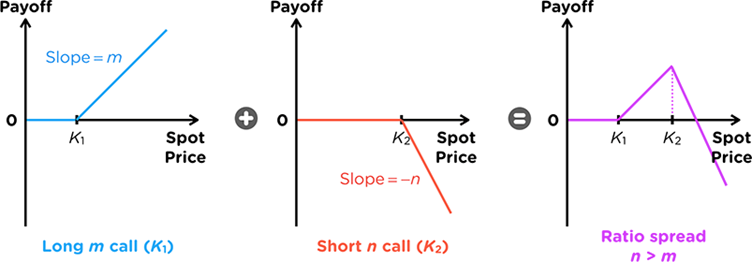 Payoff
Slope = m
0
K1
Spot
Price
Long m call (K1)
+
Payoff
0
K2
Spot
Price
Slope = –n
Short n call (K2)
=
Payoff
0
K1
K2
Spot
Price
Ratio spread
n > m